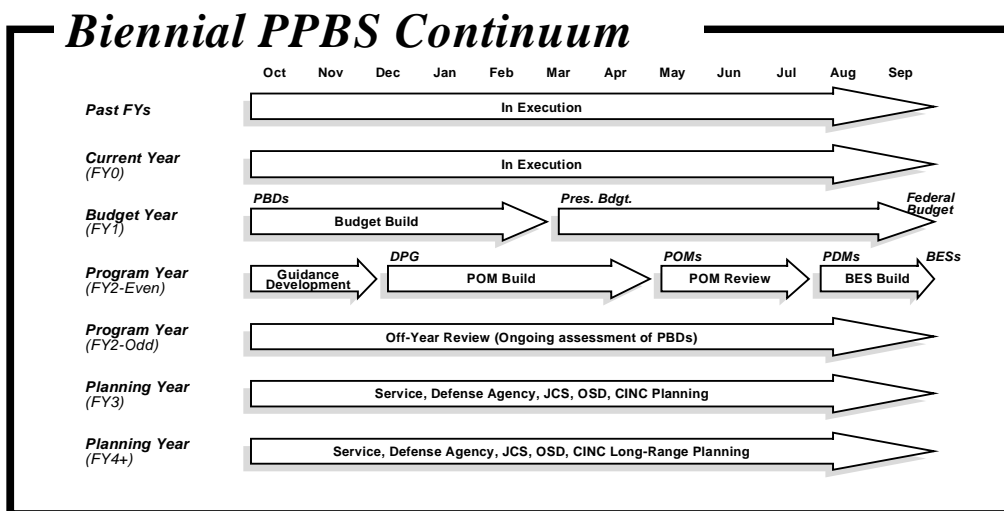 Biennial PPBS Continuum
Oct Nov Dec Jan Feb Mar Apr May Jun Jul Aug Sep
Past FYs
In Execution
Current Year
(FY0)
In Execution
Budget Year
(FY1)
PBDs
Budget Build
Pres. Bdgt.
Federal
Budget
Program Year
(FY2-Even)
Guidance
Development
DPG
POM Build
POMs
POM Review
PDMs
BES Build
BESs
Program Year
(FY2-Odd)
Off-Year Review (Ongoing assessment of PBDs)
Planning Year
(FY3)
Service, Defense Agency, JCS, OSD, CINC Planning
Planning Year
(FY4+)
Service, Defense Agency, JCS, OSD, CINC Long-Range Planning